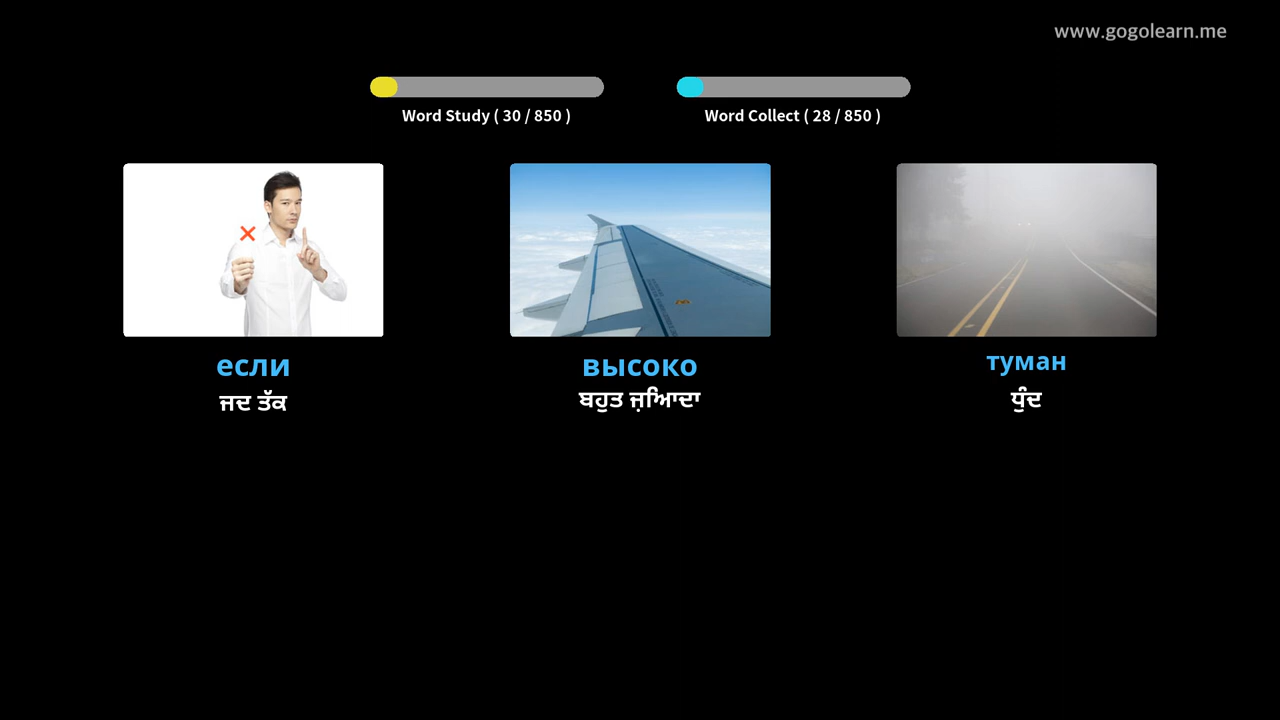 www.gogolearn.me
Word Study ( 30 / 850 )
Word Collect ( 28 / 850 )
если
высоко
туман
ਜਦ ਤੱਕ
ਬਹੁਤ ਜ਼ਿਆਦਾ
ਧੁੰਦ